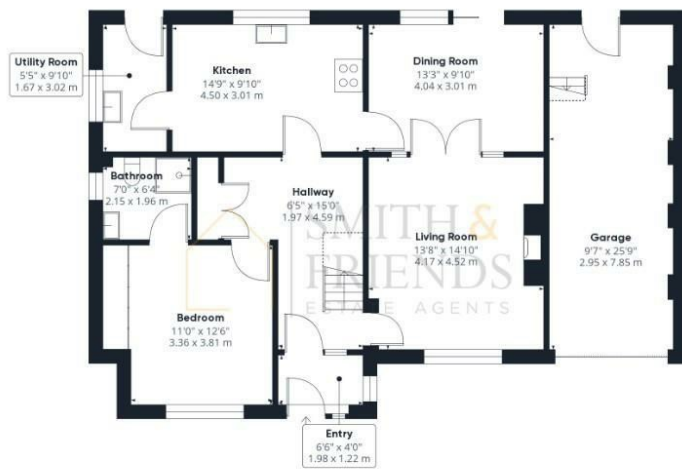 Utility Room
5'5" x 9'10"
1.67 x 3.02 m
Kitchen
14'9" x 9'10"
4.50 x 3.01 m
Dining Room
13'3" x 9'10"
4.04 x 3.01 m
Bathroom
7'0" x 6'4"
2.15 x 1.96 m
Hallway
6'5" x 15'0"
1.97 x 4.59 m
Living Room
13'8" x 14'10"
4.17 x 4.52 m
Garage
9'7" x 25'9"
2.95 x 7.85 m
SMITH &
FRIENDS
ESTATE AGENTS
Bedroom
11'0" x 12'6"
3.36 x 3.81 m
Entry
6'6" x 4'0"
1.98 x 1.22 m